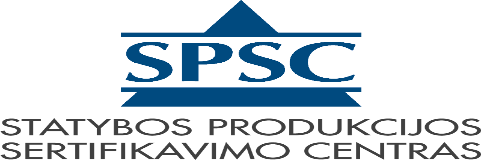 SPSC
STATYBOS PRODUKCIJOS
SERTIFIKAVIMO CENTRAS